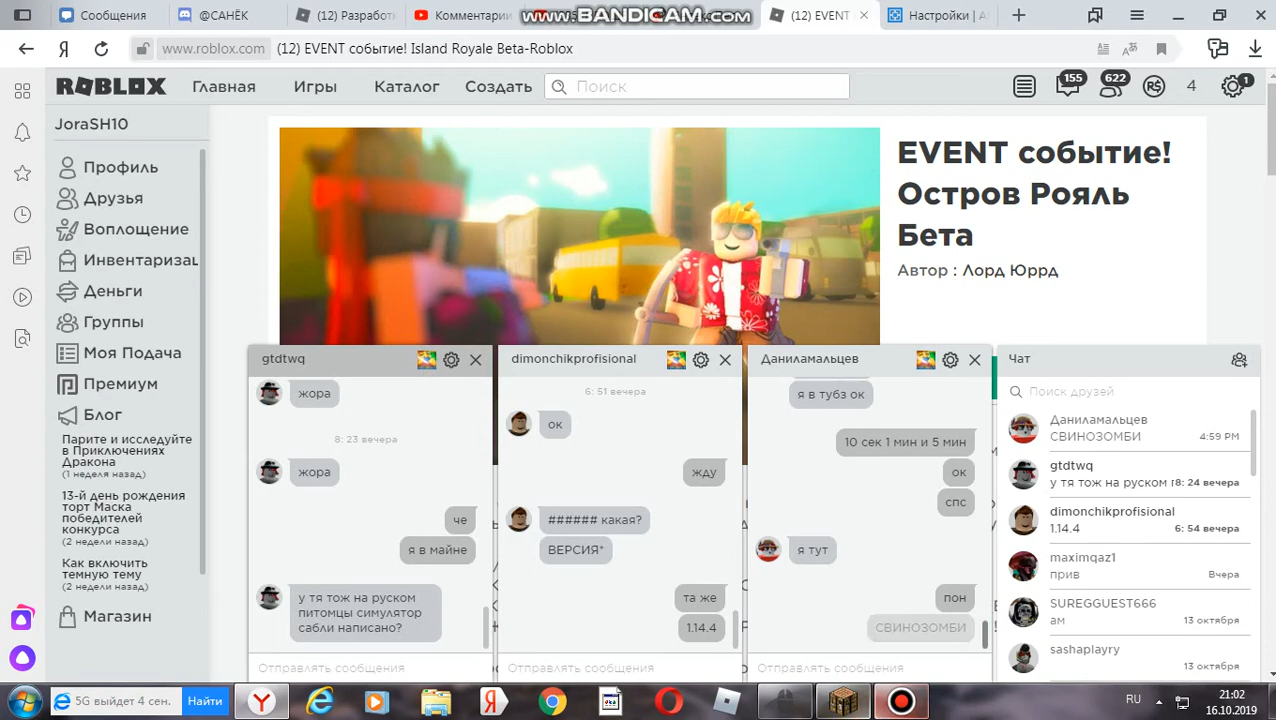 Сообщения
@САНЁК
(12) Разработк
Комментари
www.BANDICAM.com
(12) EVENT
Настройки | Ab
www.roblox.com
(12) EVENT событие! Island Royale Beta-Roblox
ROBLOX
Главная
Игры
Каталог
Создать
Поиск
155
622
4
1
JoraSH10
Профиль
Друзья
Воплощение
Инвентаризац
Деньги
Группы
Моя Подача
Премиум
Блог
Парите и исследуйте
в Приключениях
Дракона
(1 неделя назад)
13-й день рождения
торт Маска
победителей
конкурса
(2 недели назад)
Как включить
темную тему
(2 недели назад)
Магазин
EVENT событие!
Остров Рояль
Бета
Автор : Лорд Юррд
gtdtwq
жора
8: 23 вечера
жора
че
я в майне
у тя тож на руском
питомцы симулятор
сабли написано?
Отправлять сообщения
dimonchikprofisional
6: 51 вечера
ок
жду
###### какая?
ВЕРСИЯ*
та же
1.14.4
Отправлять сообщения
Даниламальцев
я в тубз ок
10 сек 1 мин и 5 мин
ок
спс
я тут
пон
СВИНОЗОМБИ
Отправлять сообщения
Чат
Поиск друзей
Даниламальцев
СВИНОЗОМБИ 4:59 PM
gtdtwq
у тя тож на руском г 8: 24 вечера
dimonchikprofisional
1.14.4 6: 54 вечера
maximqaz1
прив Вчера
SUREGGUEST666
ам 13 октября
sashaplayry
13 октября
5G выйдет 4 сен.
Найти
RU
21:02
16.10.2019